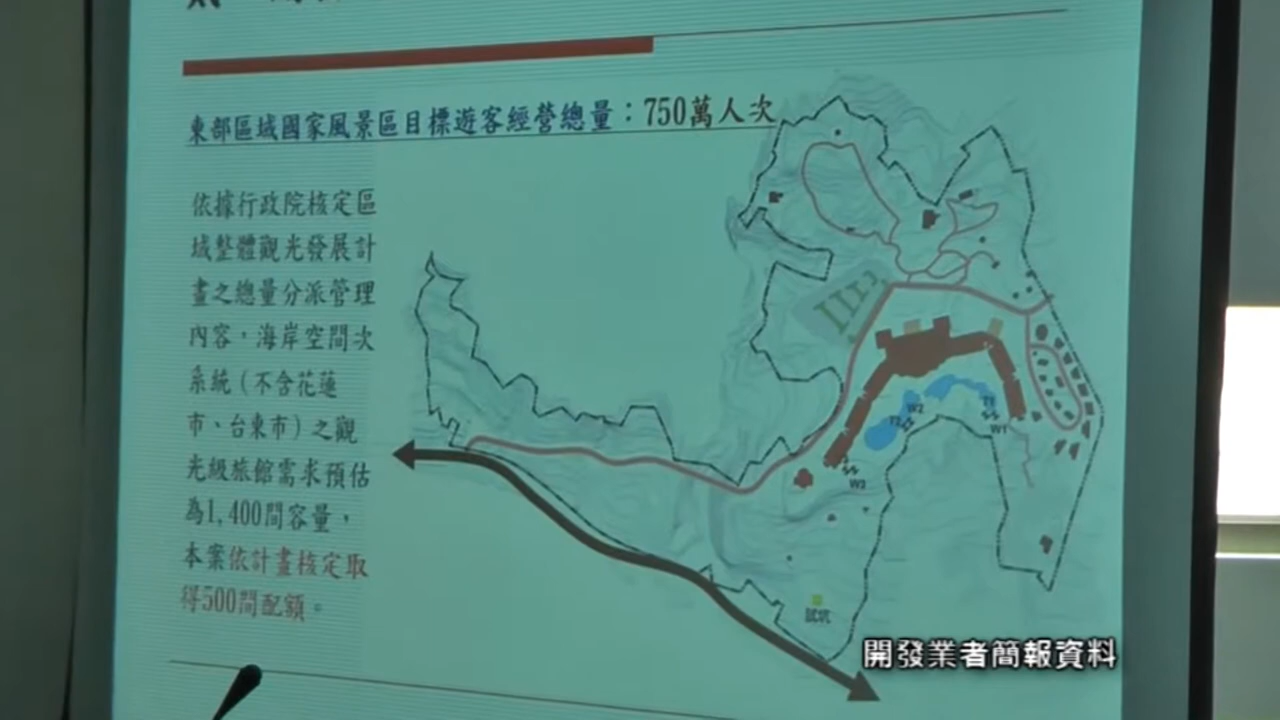 東部區域國家風景區目標遊客經營總量：750萬人次
依據行政院核定區
域整體觀光發展計
畫之總量分派管理
內容，海岸空間次
系統（不含花蓮
市、台東市）之觀
光級旅館需求預估
為1,400間容量，
本案依計畫核定取
得500間配額。
W2
W1
W3
試坑
開發業者簡報資料